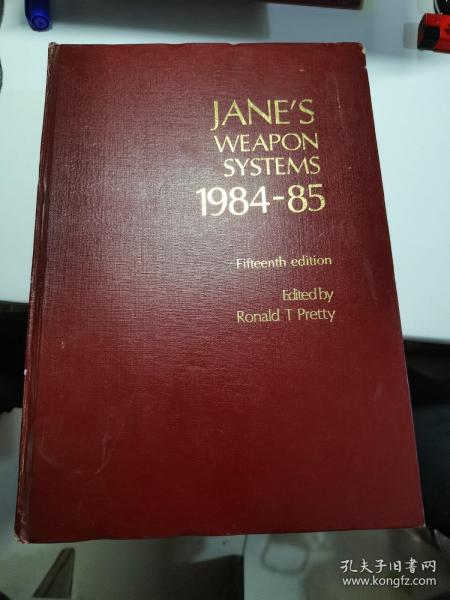 JANE'S
WEAPON
SYSTEMS
1984-85
Fifteenth edition
Edited by
Ronald T Pretty
孔夫子旧书网
www.kongfz.com